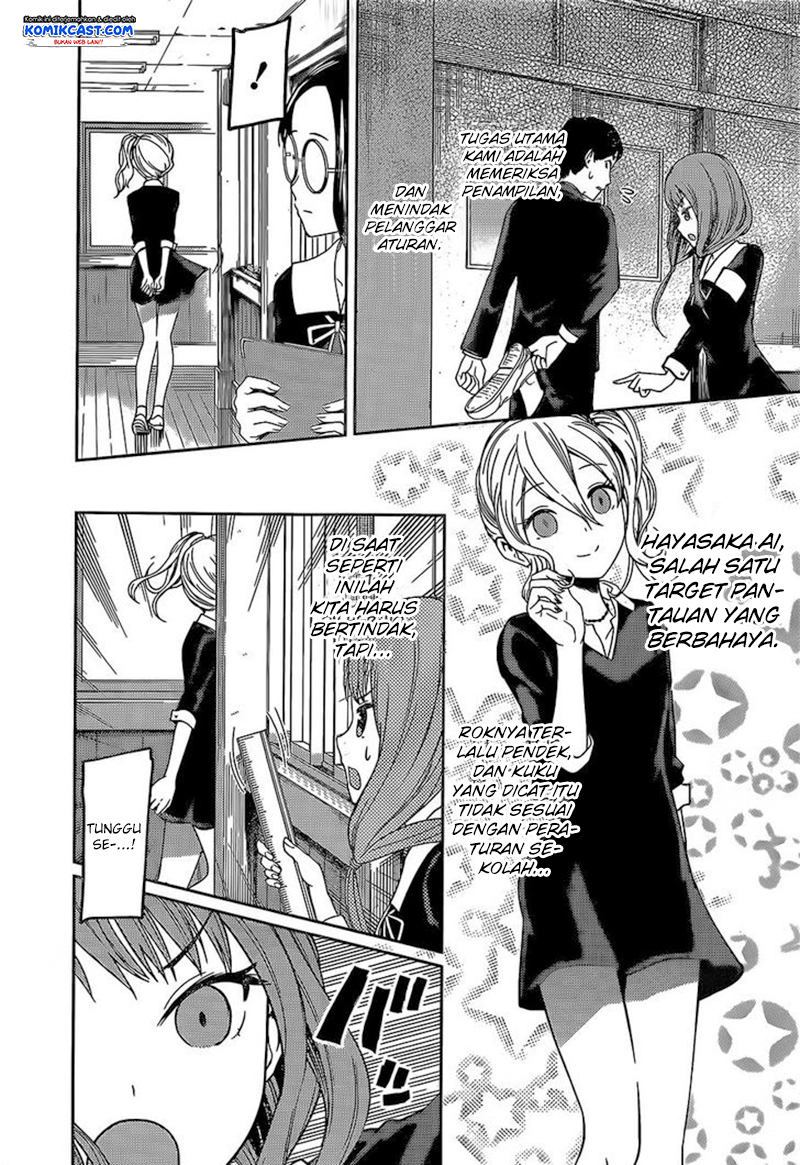 Komik ini diterjemahkan & diedit oleh
KOMIKCAST.COM
BUKAN WEB LAIN!!
TUGAS UTAMA
KAMI ADALAH
MEMERIKSA
PENAMPILAN,
DAN
MENINDAK
PELANGGAR
ATURAN.
!
HAYASAKA AI,
SALAH SATU
TARGET PAN-
TAUAN YANG
BERBAHAYA.
ROKNYA TER-
LALU PENDEK,
DAN KUKU
YANG DICAT ITU
TIDAK SESUAI
DENGAN PERA-
TURAN SE-
KOLAH...
DI SAAT
SEPERTI
INILAH
KITA HARUS
BERTINDAK,
TAPI...
TUNGGU
SE-...!
バッ